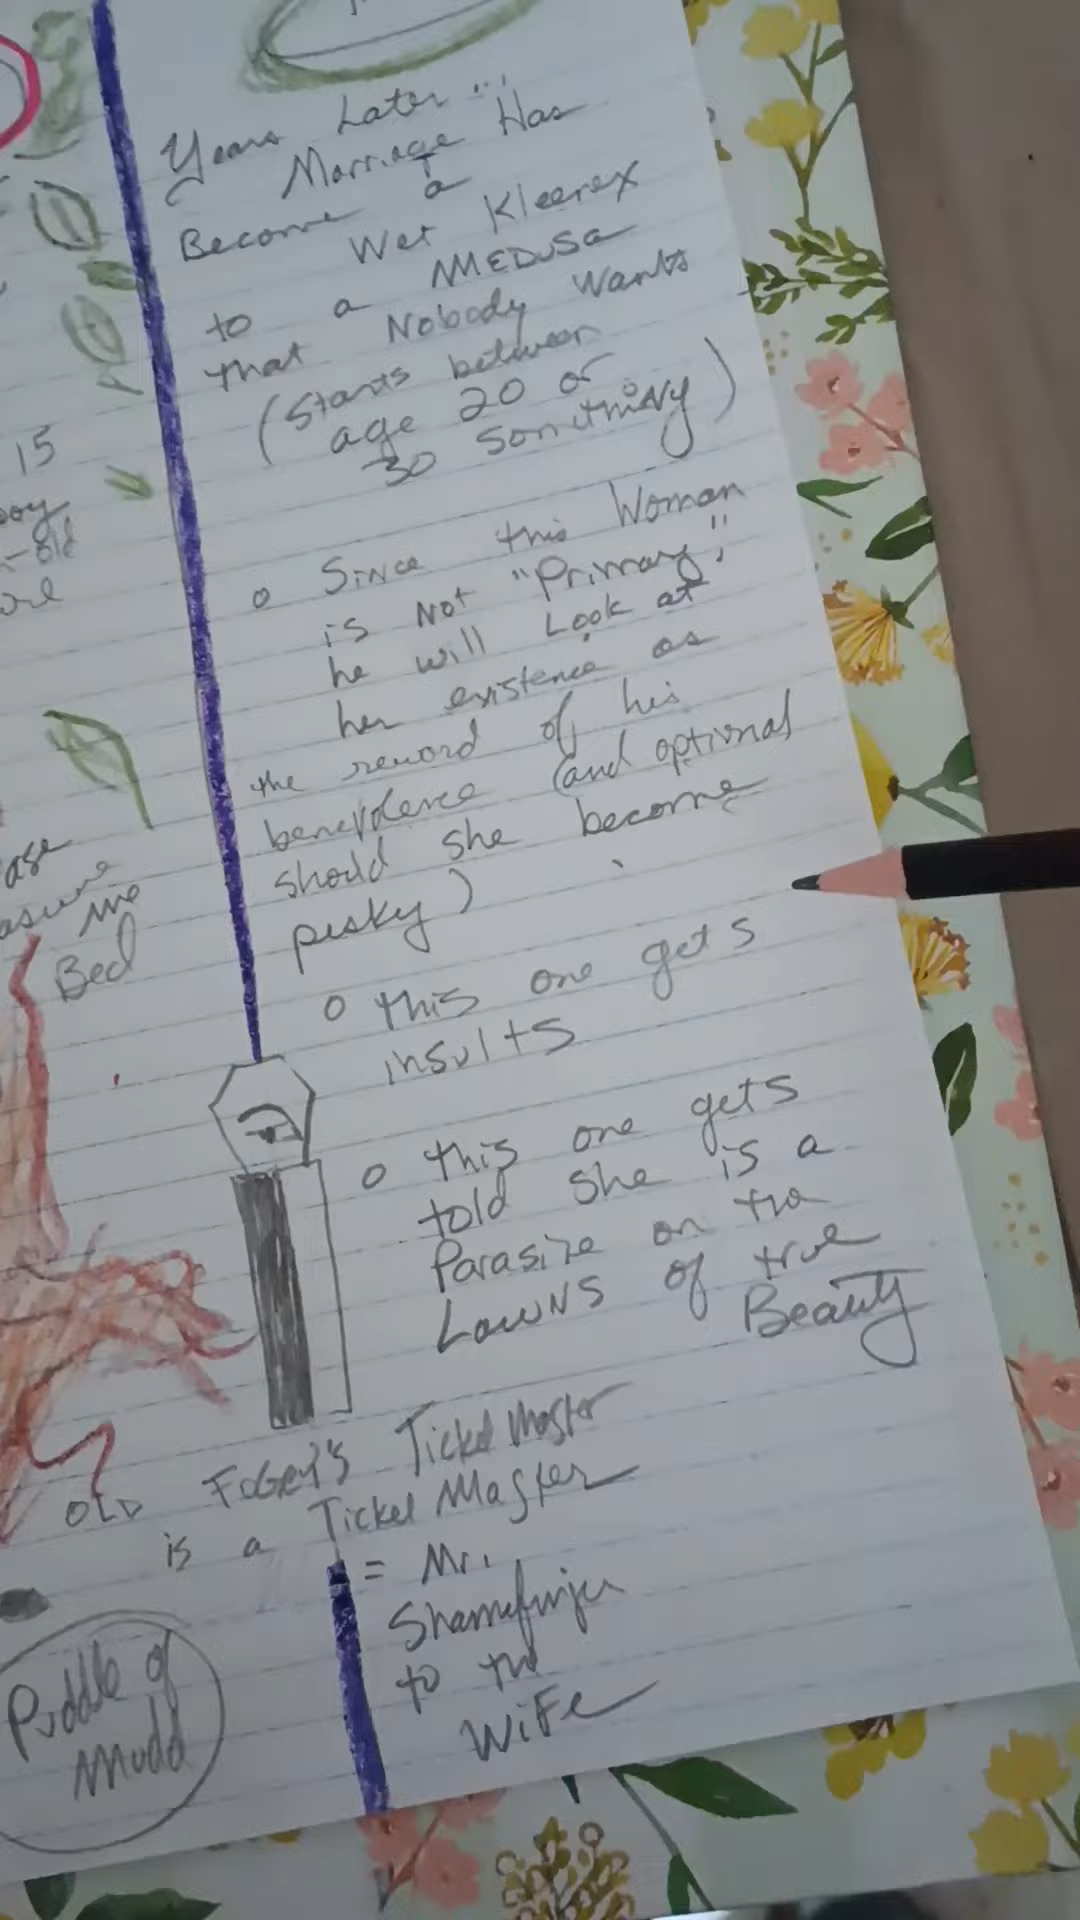 Years Later...
Marriage Has
Become a
Wet Kleenex
to a MEDUSa
that Nobody Wants
(Starts between
age 20 or
30 Somthing)
o Since this Woman
is Not "Primary,"
he will Look at
her existence as
the reword of his
benevolence (and optional
should she become
pesky)
o this one gets
insults
o this one gets
told she is a
Parasite on the
Lawns of true
Beauty
OLD Fogey's Tickel Master
is a Tickel Master
= Mr.
Shamefinger
to the
WiFe
15
-old
Bed
Puddle of
Mudd